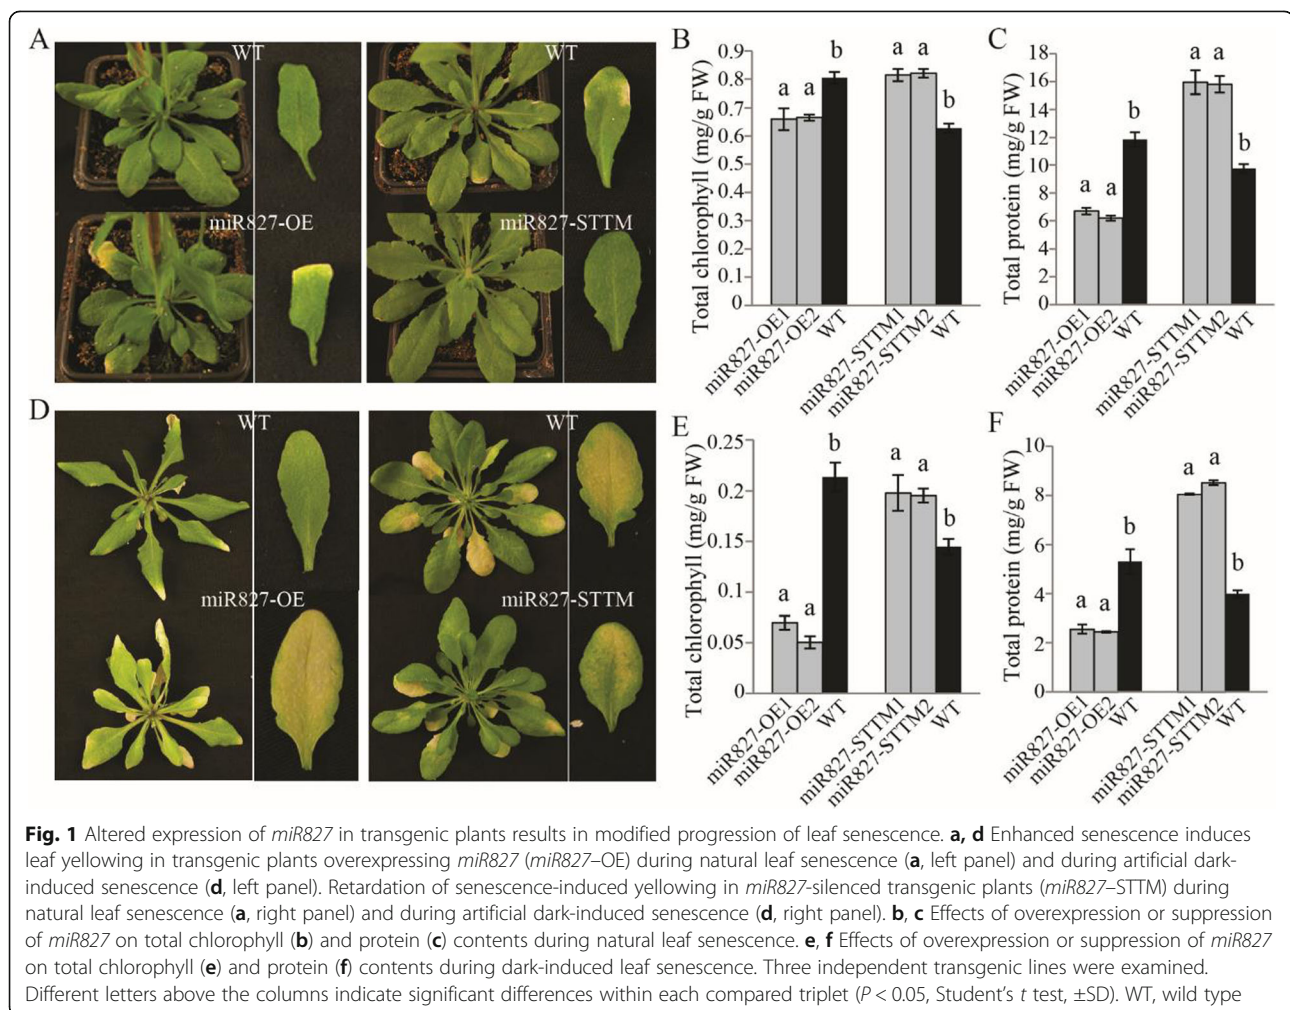 A
WT
WT
miR827-OE
miR827-STTM
B
Total chlorophyll (mg/g FW)
0.9
0.8
0.7
0.6
0.5
0.4
0.3
0.2
0.1
0
a
a
b
a
a
b
miR827-OE1
miR827-OE2
WT
miR827-STTM1
miR827-STTM2
WT
C
Total protein (mg/g FW)
18
16
14
12
10
8
6
4
2
0
a
a
b
a
a
b
miR827-OE1
miR827-OE2
WT
miR827-STTM1
miR827-STTM2
WT
D
WT
WT
miR827-OE
miR827-STTM
E
Total chlorophyll (mg/g FW)
0.25
0.2
0.15
0.1
0.05
0
a
a
b
a
a
b
miR827-OE1
miR827-OE2
WT
miR827-STTM1
miR827-STTM2
WT
F
Total protein (mg/g FW)
10
8
6
4
2
0
a
a
b
a
a
b
miR827-OE1
miR827-OE2
WT
miR827-STTM1
miR827-STTM2
WT
Fig. 1 Altered expression of miR827 in transgenic plants results in modified progression of leaf senescence. a, d Enhanced senescence induces
leaf yellowing in transgenic plants overexpressing miR827 (miR827–OE) during natural leaf senescence (a, left panel) and during artificial dark-
induced senescence (d, left panel). Retardation of senescence-induced yellowing in miR827-silenced transgenic plants (miR827–STTM) during
natural leaf senescence (a, right panel) and during artificial dark-induced senescence (d, right panel). b, c Effects of overexpression or suppression
of miR827 on total chlorophyll (b) and protein (c) contents during natural leaf senescence. e, f Effects of overexpression or suppression of miR827
on total chlorophyll (e) and protein (f) contents during dark-induced leaf senescence. Three independent transgenic lines were examined.
Different letters above the columns indicate significant differences within each compared triplet (P < 0.05, Student's t test, ±SD). WT, wild type